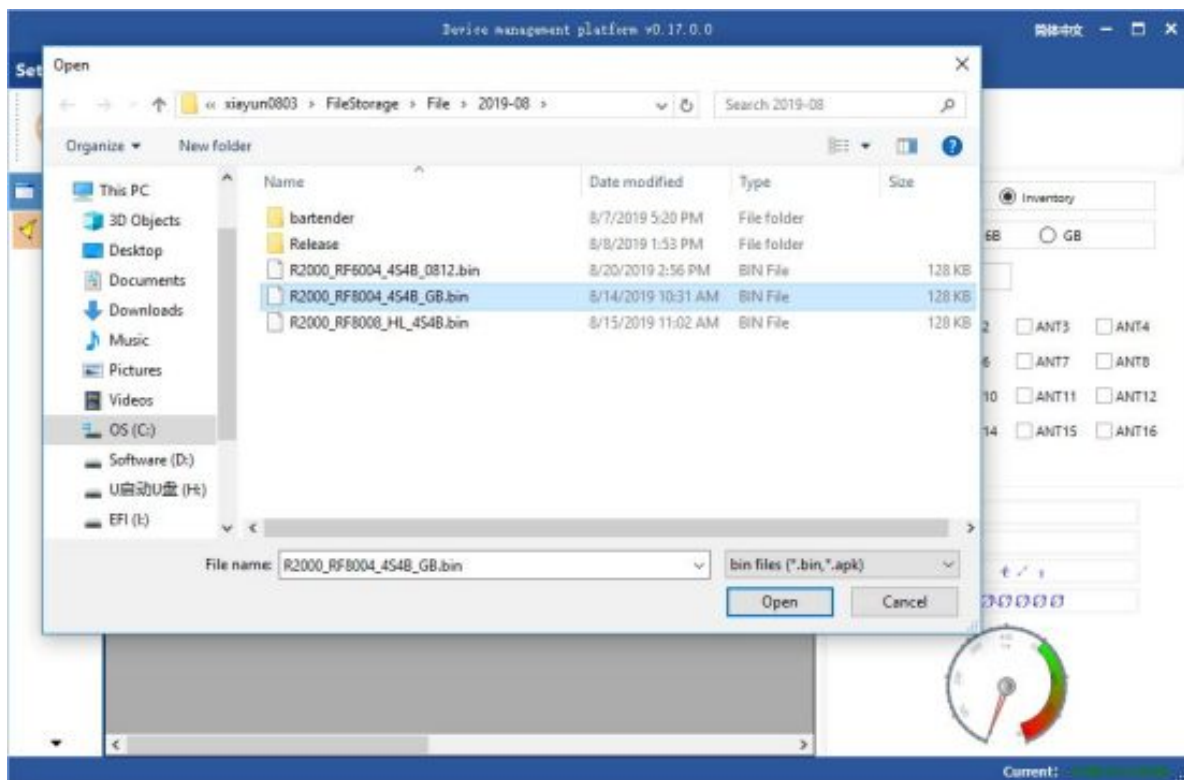 Device management platform v0.17.0.0 简体中文
Set
Open
« xiayun0803 › FileStorage › File › 2019-08 › Search 2019-08
Organize New folder
Name Date modified Type Size
This PC
3D Objects
Desktop
Documents
Downloads
Music
Pictures
Videos
OS (C:)
Software (D:)
U启动U盘 (H:)
EFI (I:)
bartender 8/7/2019 5:20 PM File folder
Release 8/8/2019 1:53 PM File folder
R2000_RF6004_4S4B_0812.bin 8/20/2019 2:56 PM BIN File 128 KB
R2000_RF8004_4S4B_GB.bin 8/14/2019 10:31 AM BIN File 128 KB
R2000_RF8008_HL_4S4B.bin 8/15/2019 11:02 AM BIN File 128 KB
File name: R2000_RF8004_4S4B_GB.bin bin files (*.bin,*.apk)
Open Cancel
Inventory
6B GB
2 ANT3 ANT4
6 ANT7 ANT8
10 ANT11 ANT12
14 ANT15 ANT16
Current: